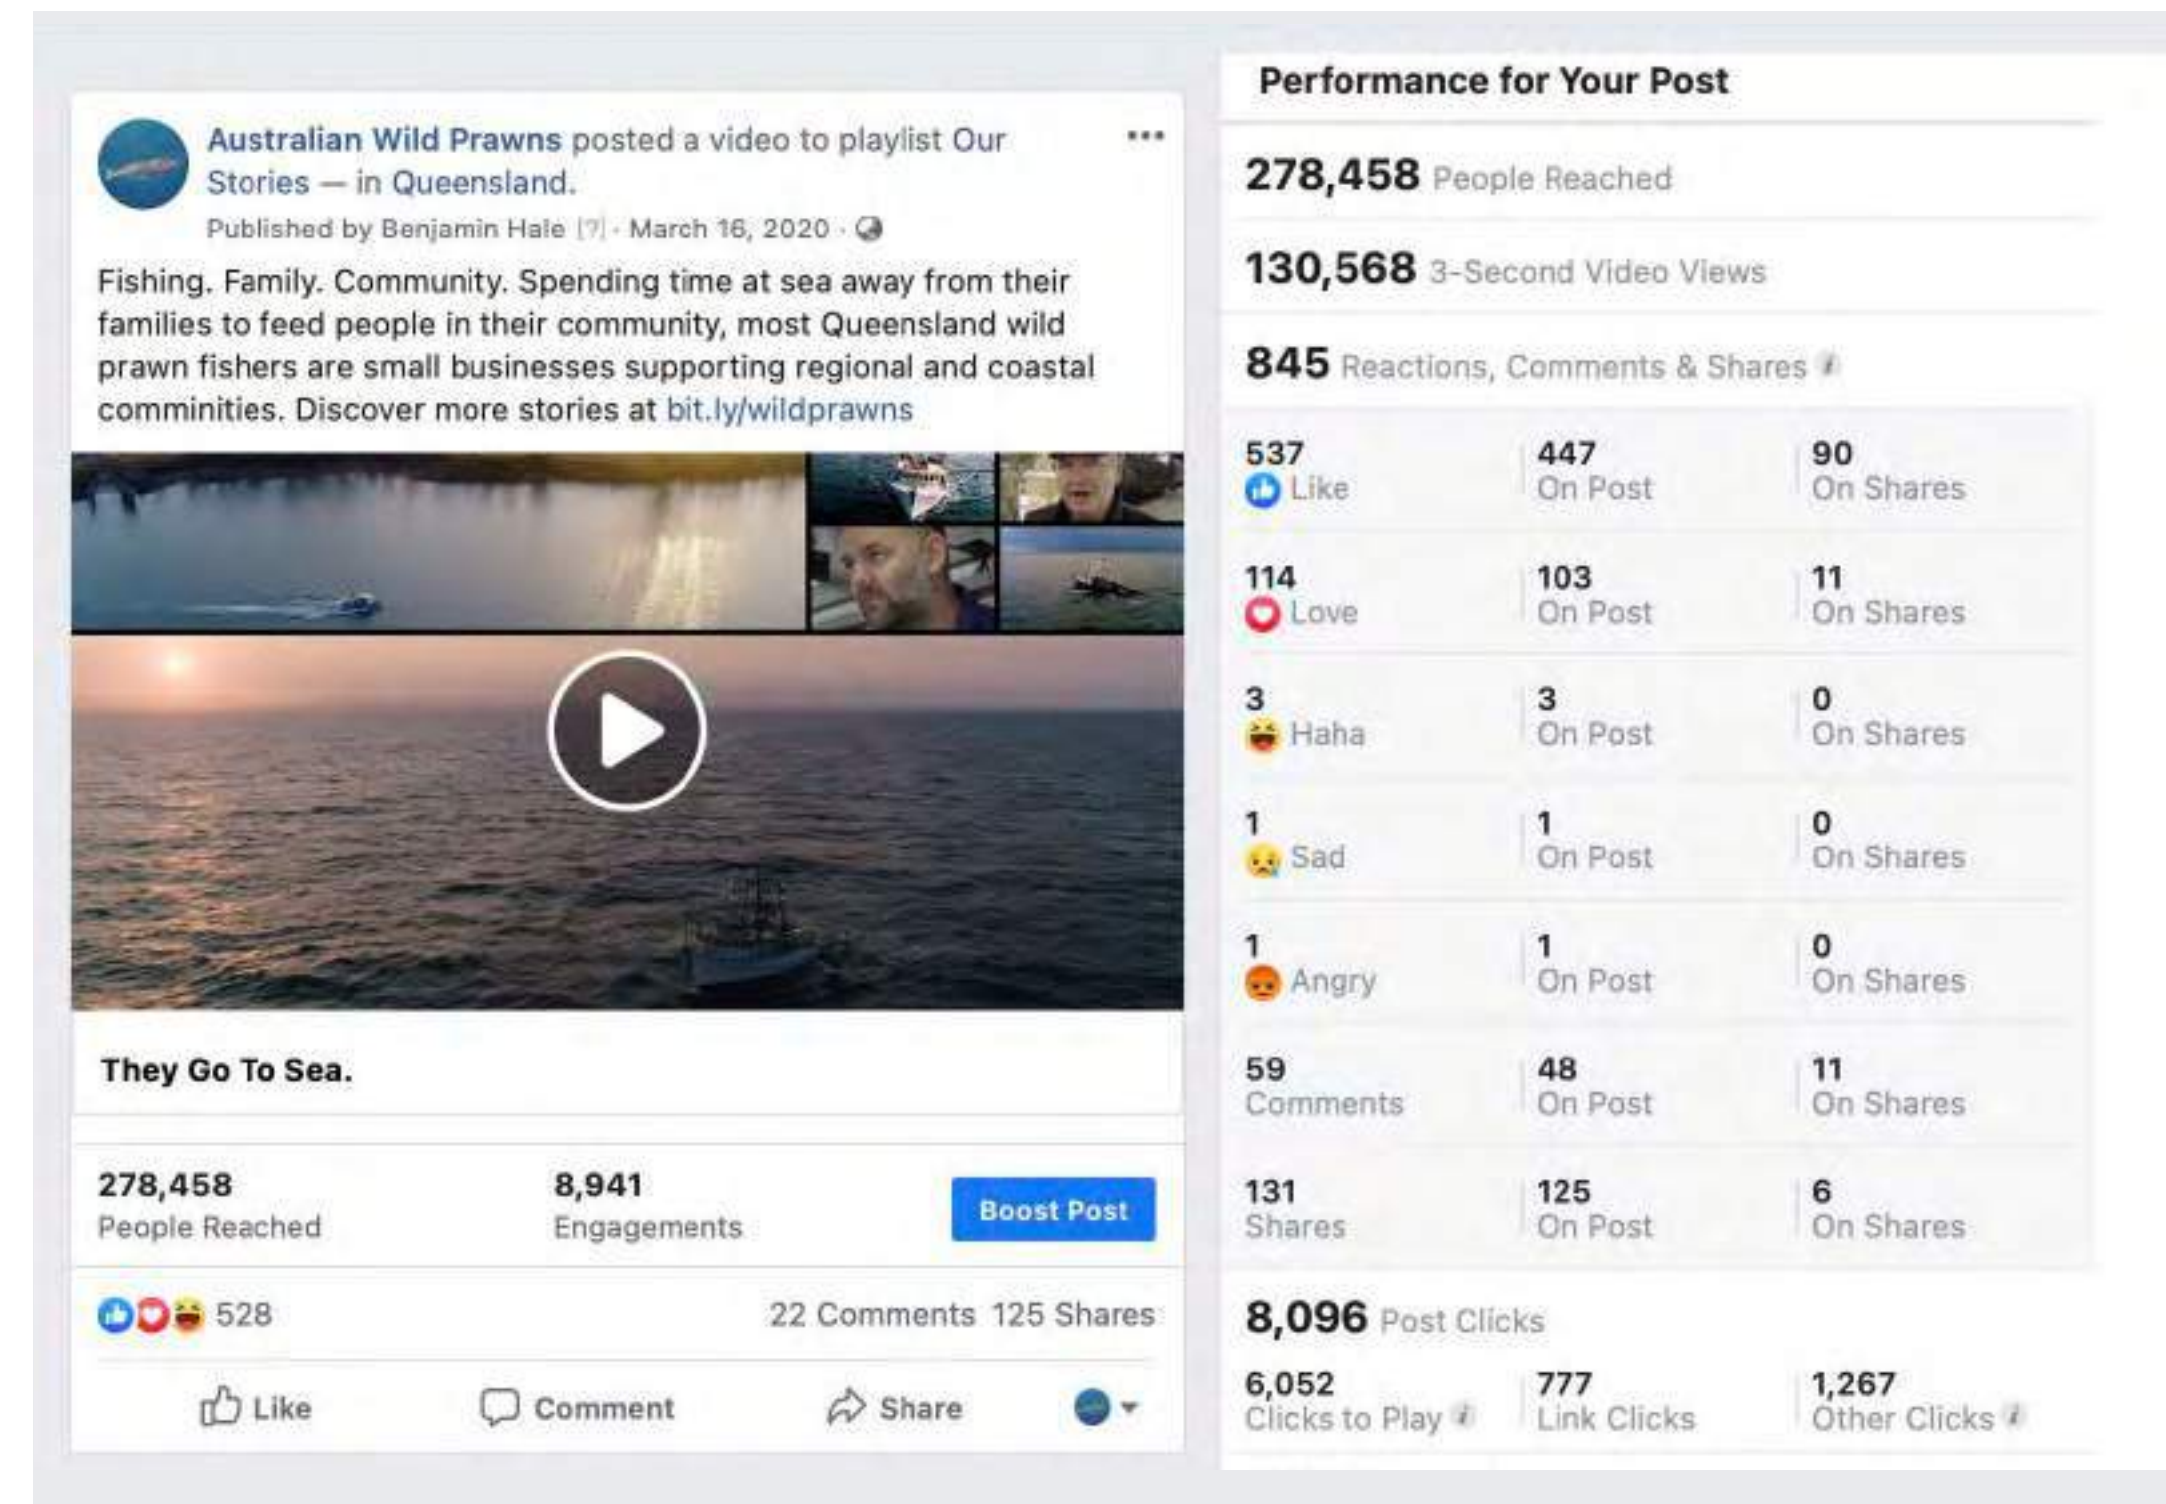 Australian Wild Prawns posted a video to playlist Our
Stories — in Queensland.
Published by Benjamin Hale [?] · March 16, 2020 ·
Fishing. Family. Community. Spending time at sea away from their
families to feed people in their community, most Queensland wild
prawn fishers are small businesses supporting regional and coastal
comminities. Discover more stories at bit.ly/wildprawns
They Go To Sea.
278,458 8,941
People Reached Engagements
Boost Post
528 22 Comments 125 Shares
Like Comment Share
Performance for Your Post
278,458 People Reached
130,568 3-Second Video Views
845 Reactions, Comments & Shares
537 447 90
Like On Post On Shares
114 103 11
Love On Post On Shares
3 3 0
Haha On Post On Shares
1 1 0
Sad On Post On Shares
1 1 0
Angry On Post On Shares
59 48 11
Comments On Post On Shares
131 125 6
Shares On Post On Shares
8,096 Post Clicks
6,052 777 1,267
Clicks to Play Link Clicks Other Clicks